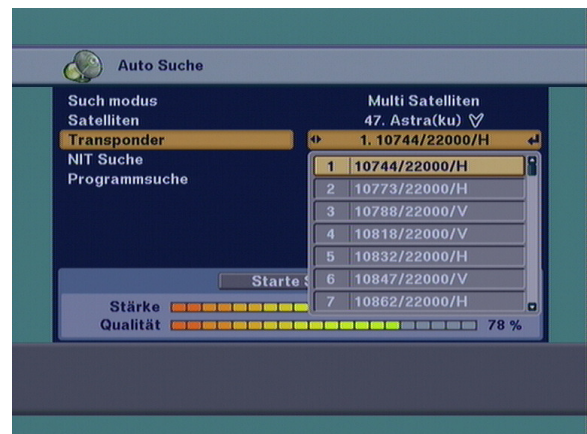 Auto Suche
Such modus Multi Satelliten
Satelliten 47. Astra(ku)
Transponder 1. 10744/22000/H
NIT Suche
Programmsuche
1 10744/22000/H
2 10773/22000/H
3 10788/22000/V
4 10818/22000/V
5 10832/22000/H
6 10847/22000/V
7 10862/22000/H
Starte
Stärke
Qualität 78 %